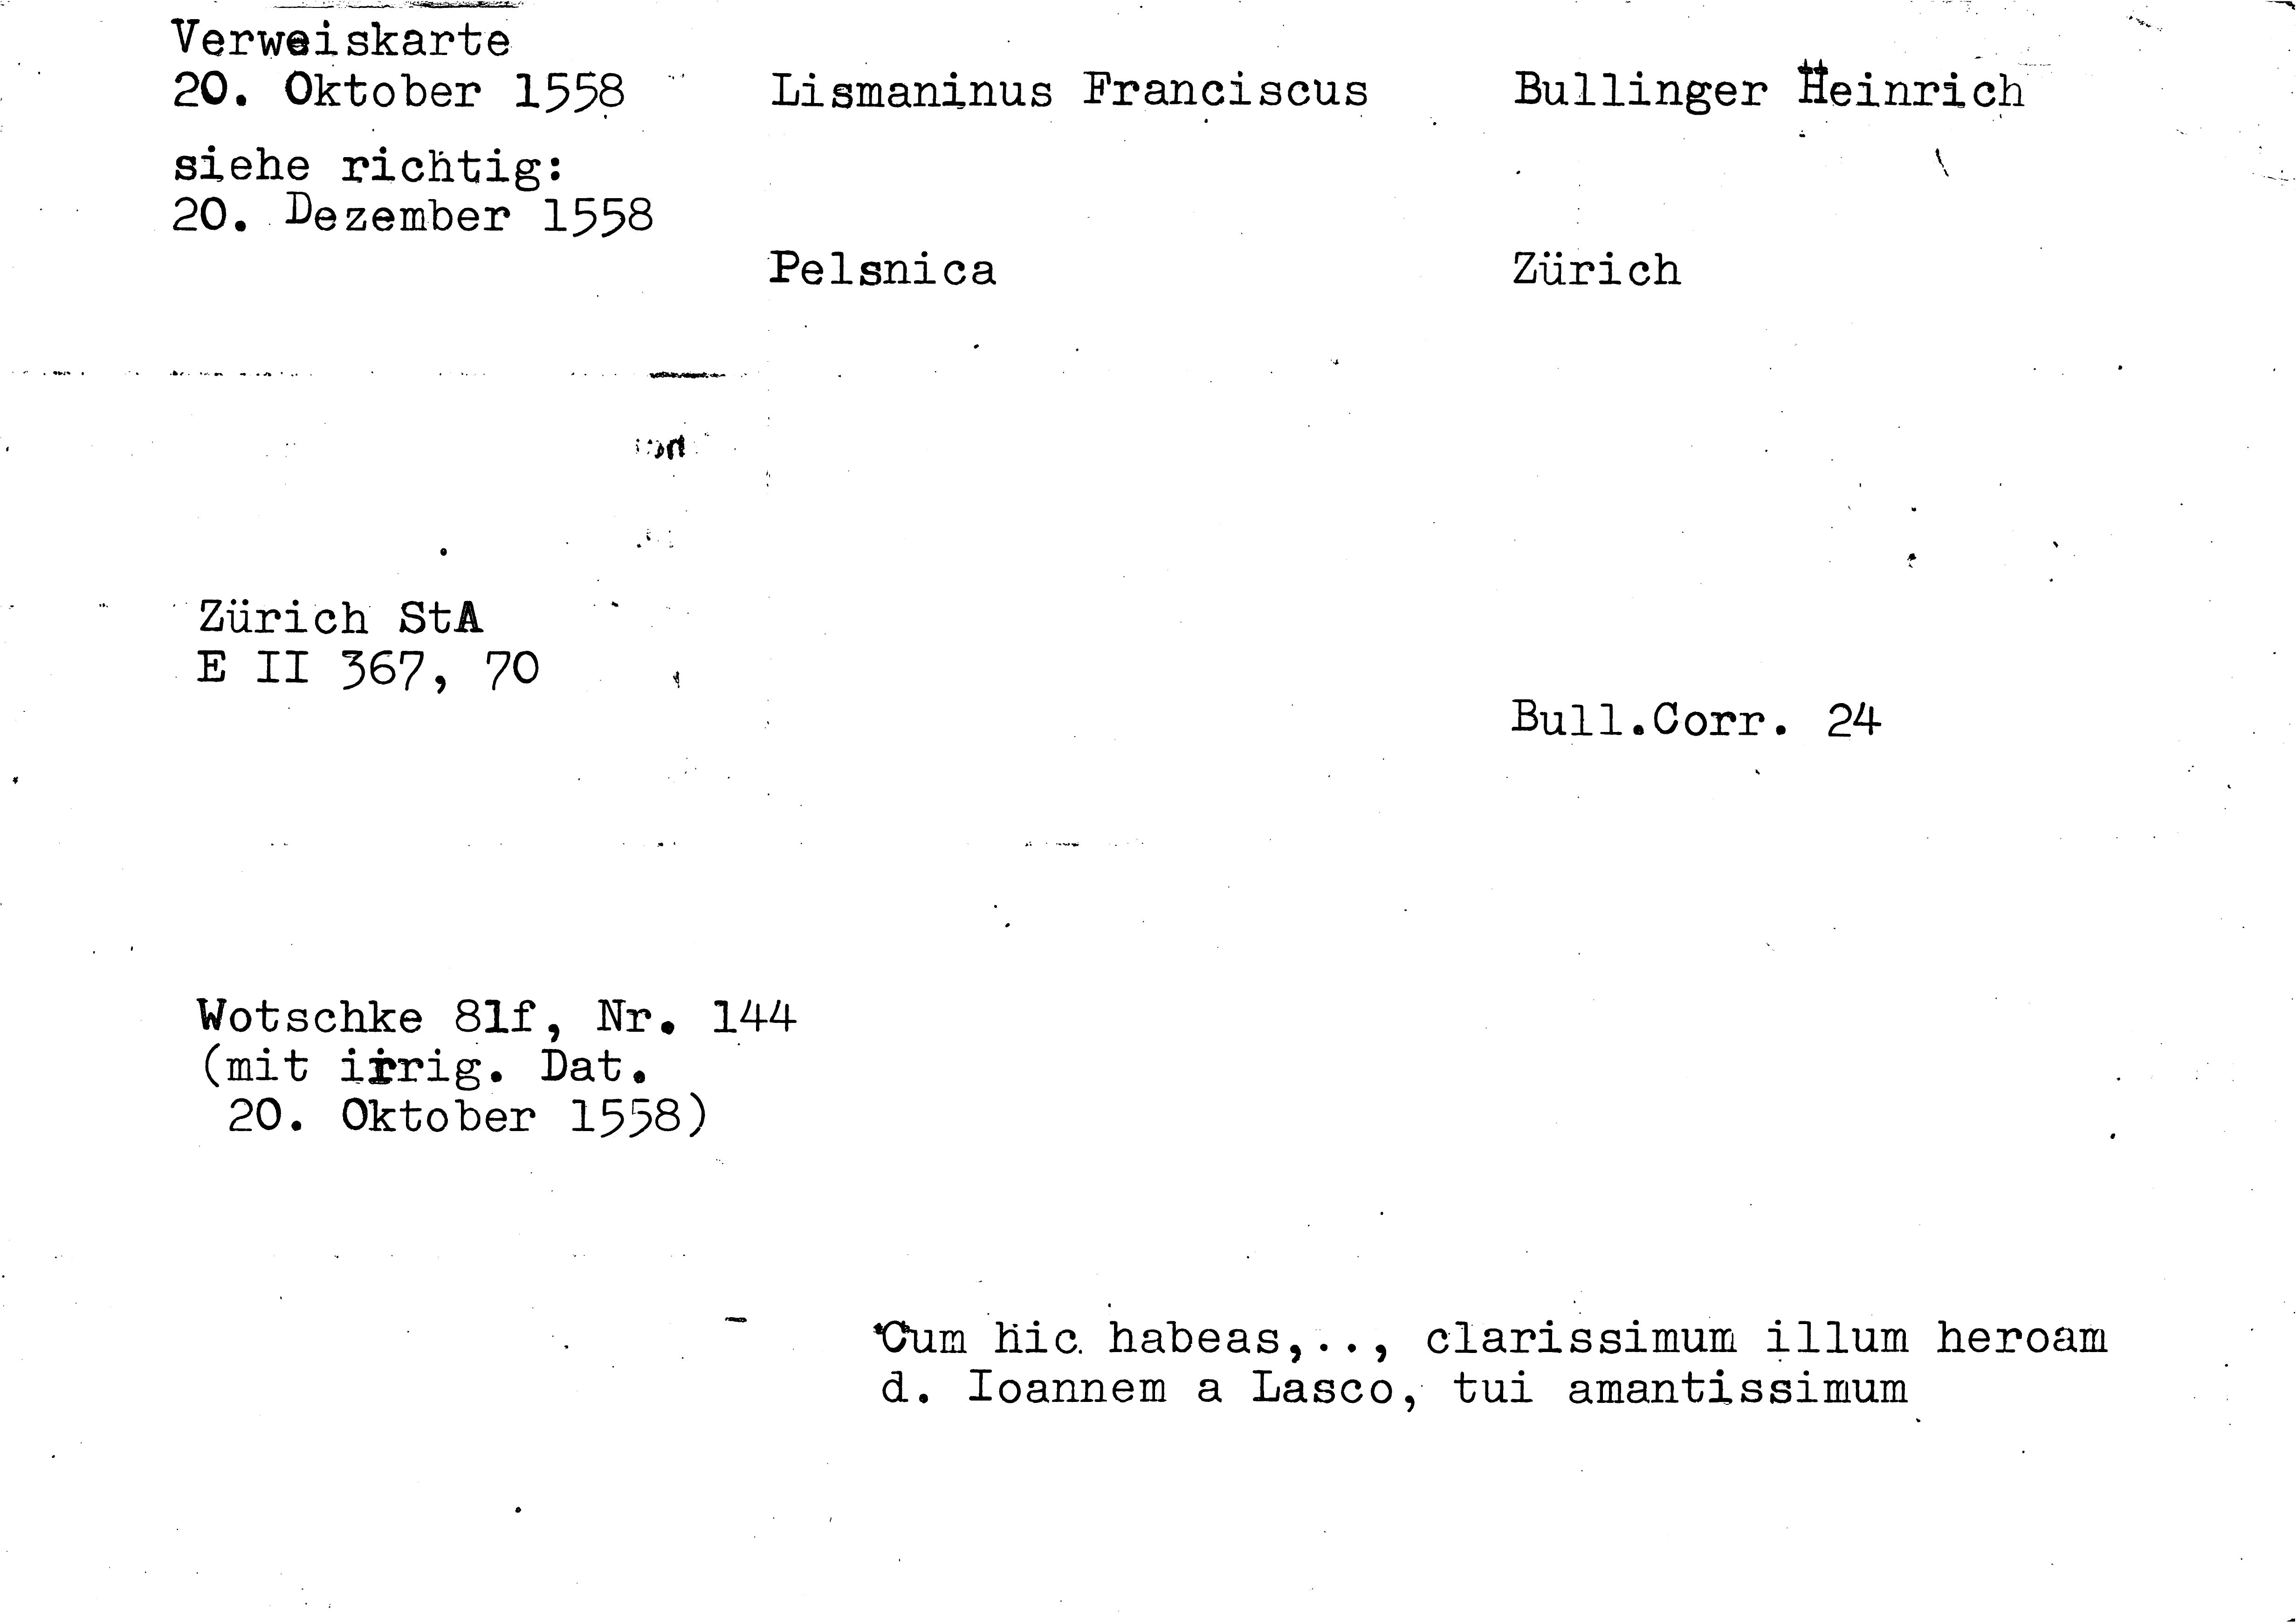 Verweiskarte
20. Oktober 1558 Lismaninus Franciscus Bullinger Heinrich
siehe richtig:
20. Dezember 1558
Pelsnica Zürich
Zürich StA
E II 367, 70
Bull.Corr. 24
Wotschke 81f, Nr. 144
(mit irrig. Dat.
20. Oktober 1558)
Cum hic habeas,.., clarissimum illum heroam
d. Ioannem a Lasco, tui amantissimum